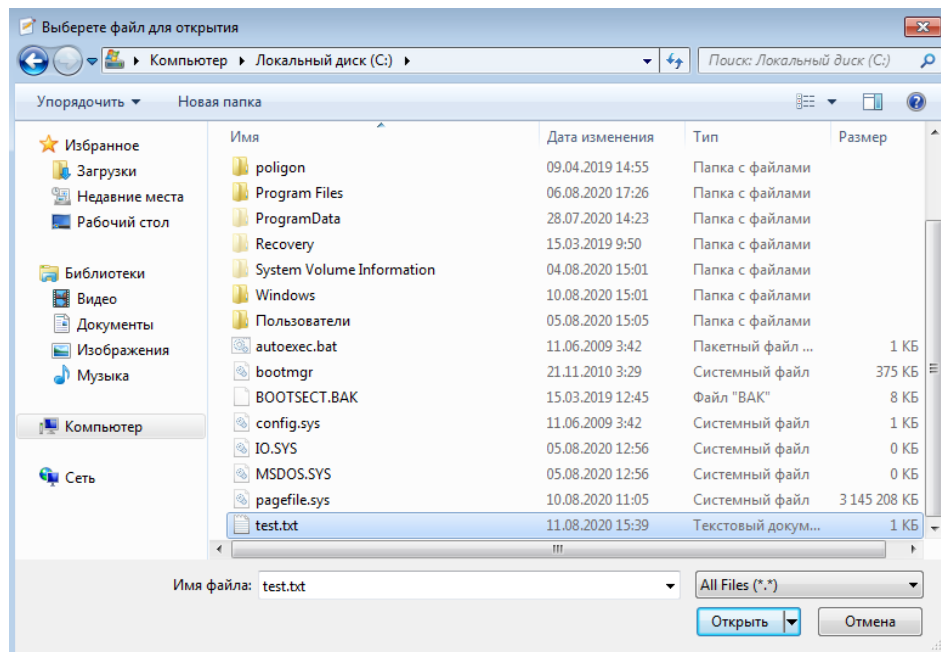 Выберете файл для открытия
Компьютер Локальный диск (C:) Поиск: Локальный диск (C:)
Упорядочить Новая папка
Избранное
Загрузки
Недавние места
Рабочий стол
Библиотеки
Видео
Документы
Изображения
Музыка
Компьютер
Сеть
Имя Дата изменения Тип Размер
poligon 09.04.2019 14:55 Папка с файлами
Program Files 06.08.2020 17:26 Папка с файлами
ProgramData 28.07.2020 14:23 Папка с файлами
Recovery 15.03.2019 9:50 Папка с файлами
System Volume Information 04.08.2020 15:01 Папка с файлами
Windows 10.08.2020 15:01 Папка с файлами
Пользователи 05.08.2020 15:05 Папка с файлами
autoexec.bat 11.06.2009 3:42 Пакетный файл ... 1 КБ
bootmgr 21.11.2010 3:29 Системный файл 375 КБ
BOOTSECT.BAK 15.03.2019 12:45 Файл "BAK" 8 КБ
config.sys 11.06.2009 3:42 Системный файл 1 КБ
IO.SYS 05.08.2020 12:56 Системный файл 0 КБ
MSDOS.SYS 05.08.2020 12:56 Системный файл 0 КБ
pagefile.sys 10.08.2020 11:05 Системный файл 3 145 208 КБ
test.txt 11.08.2020 15:39 Текстовый докум... 1 КБ
Имя файла: test.txt All Files (*.*)
Открыть Отмена